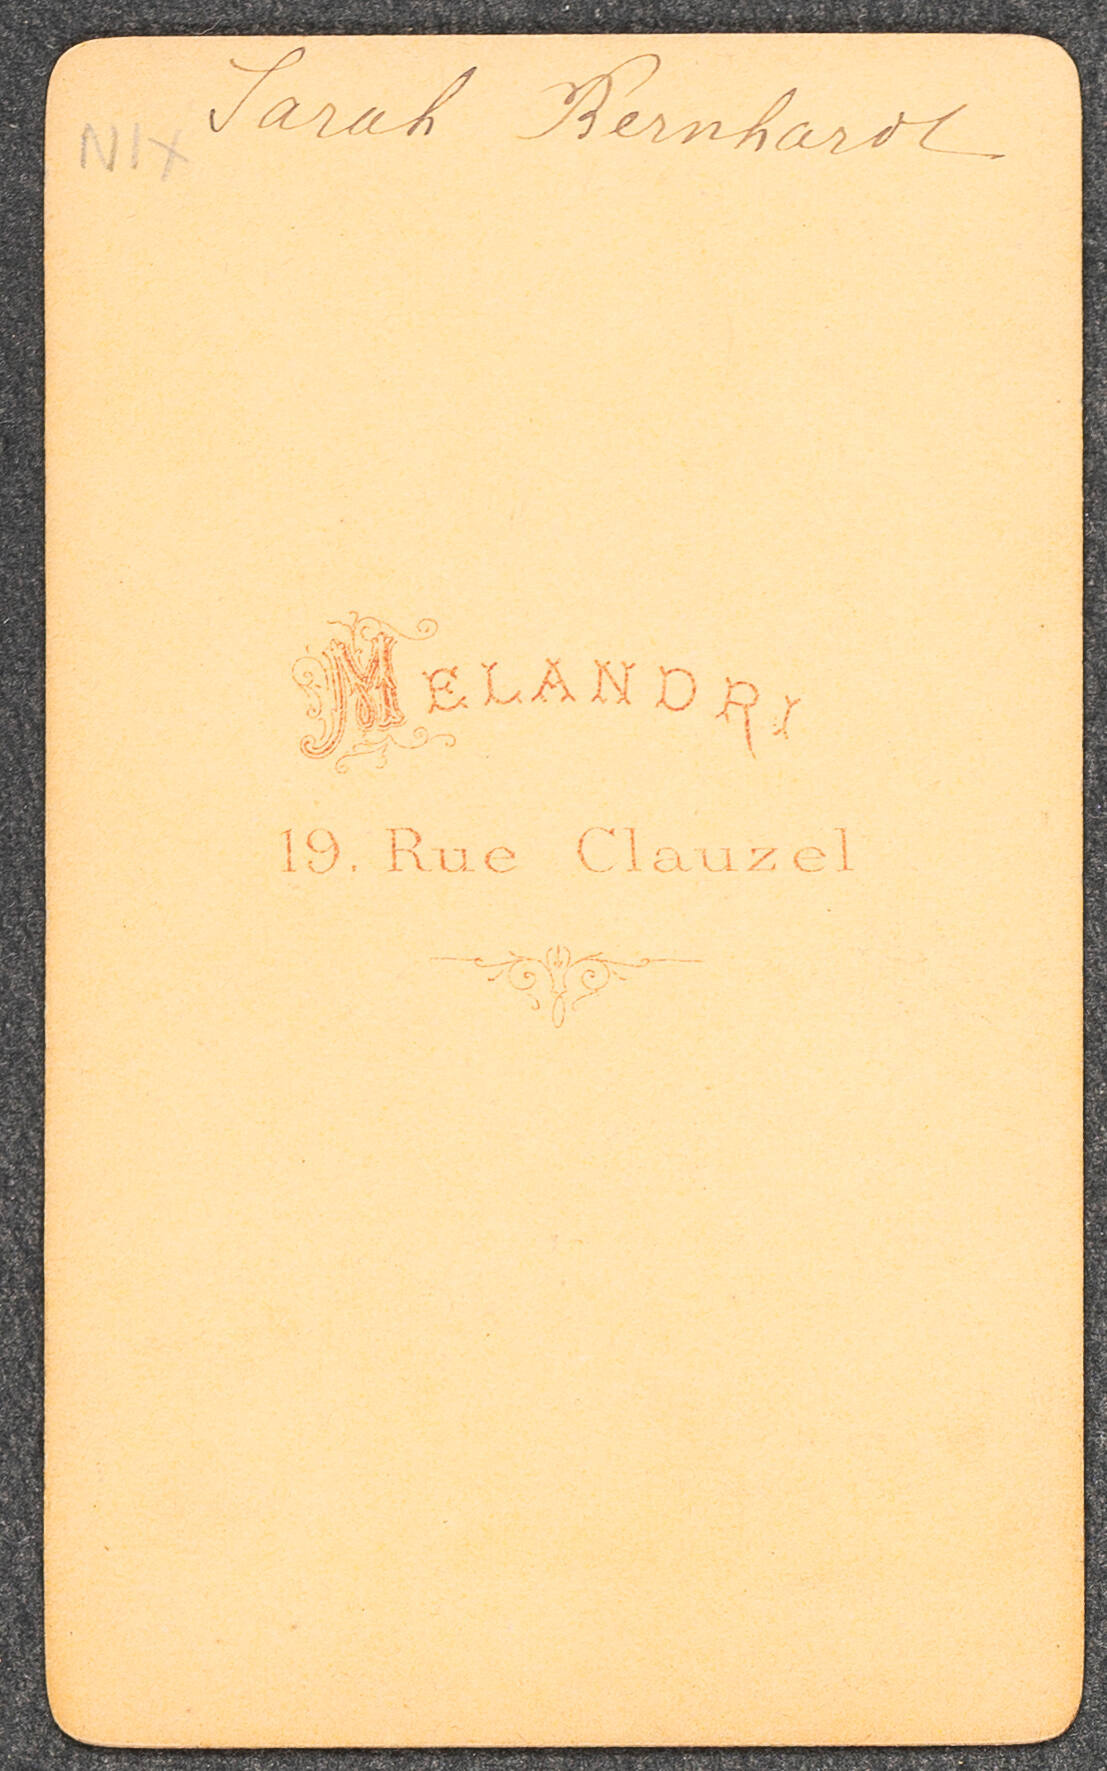 Sarah Bernhardt
NIX
MELANDRI
19. Rue Clauzel